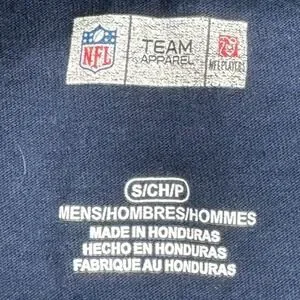 NFL
TEAM
APPAREL
NFL PLAYERS
S/CH/P
MENS/HOMBRES/HOMMES
MADE IN HONDURAS
HECHO EN HONDURAS
FABRIQUE AU HONDURAS